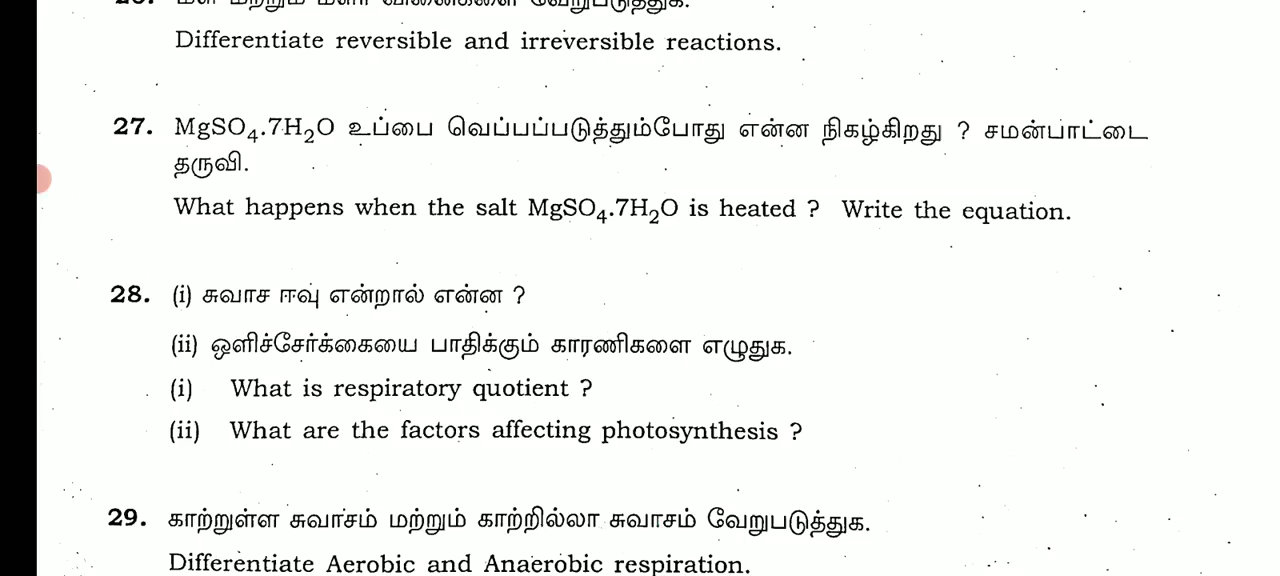 Differentiate reversible and irreversible reactions.
27. MgSO₄.7H₂O உப்பை வெப்பப்படுத்தும்போது என்ன நிகழ்கிறது ? சமன்பாட்டை
தருவி.
What happens when the salt MgSO₄.7H₂O is heated ? Write the equation.
28. (i) சுவாச ஈவு என்றால் என்ன ?
(ii) ஒளிச்சேர்க்கையை பாதிக்கும் காரணிகளை எழுதுக.
(i) What is respiratory quotient ?
(ii) What are the factors affecting photosynthesis ?
29. காற்றுள்ள சுவாசம் மற்றும் காற்றில்லா சுவாசம் வேறுபடுத்துக.
Differentiate Aerobic and Anaerobic respiration.